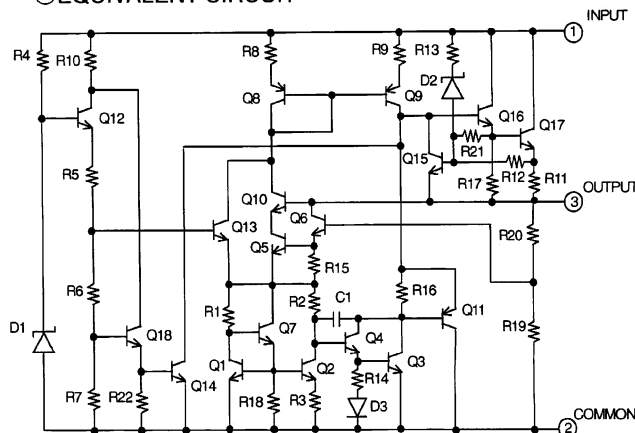 ①EQUIVALENT CIRCUIT
INPUT
R4
R10
R8
R9
R13
1
D2
Q8
Q9
Q12
Q16
Q17
R21
R5
Q15
R12
R11
R17
Q10
3
OUTPUT
Q6
Q13
R20
Q5
R15
R6
R2
C1
R16
Q11
R1
D1
Q18
Q7
Q4
R19
Q1
Q2
Q3
Q14
R14
R7
R22
R18
R3
D3
COMMON
2